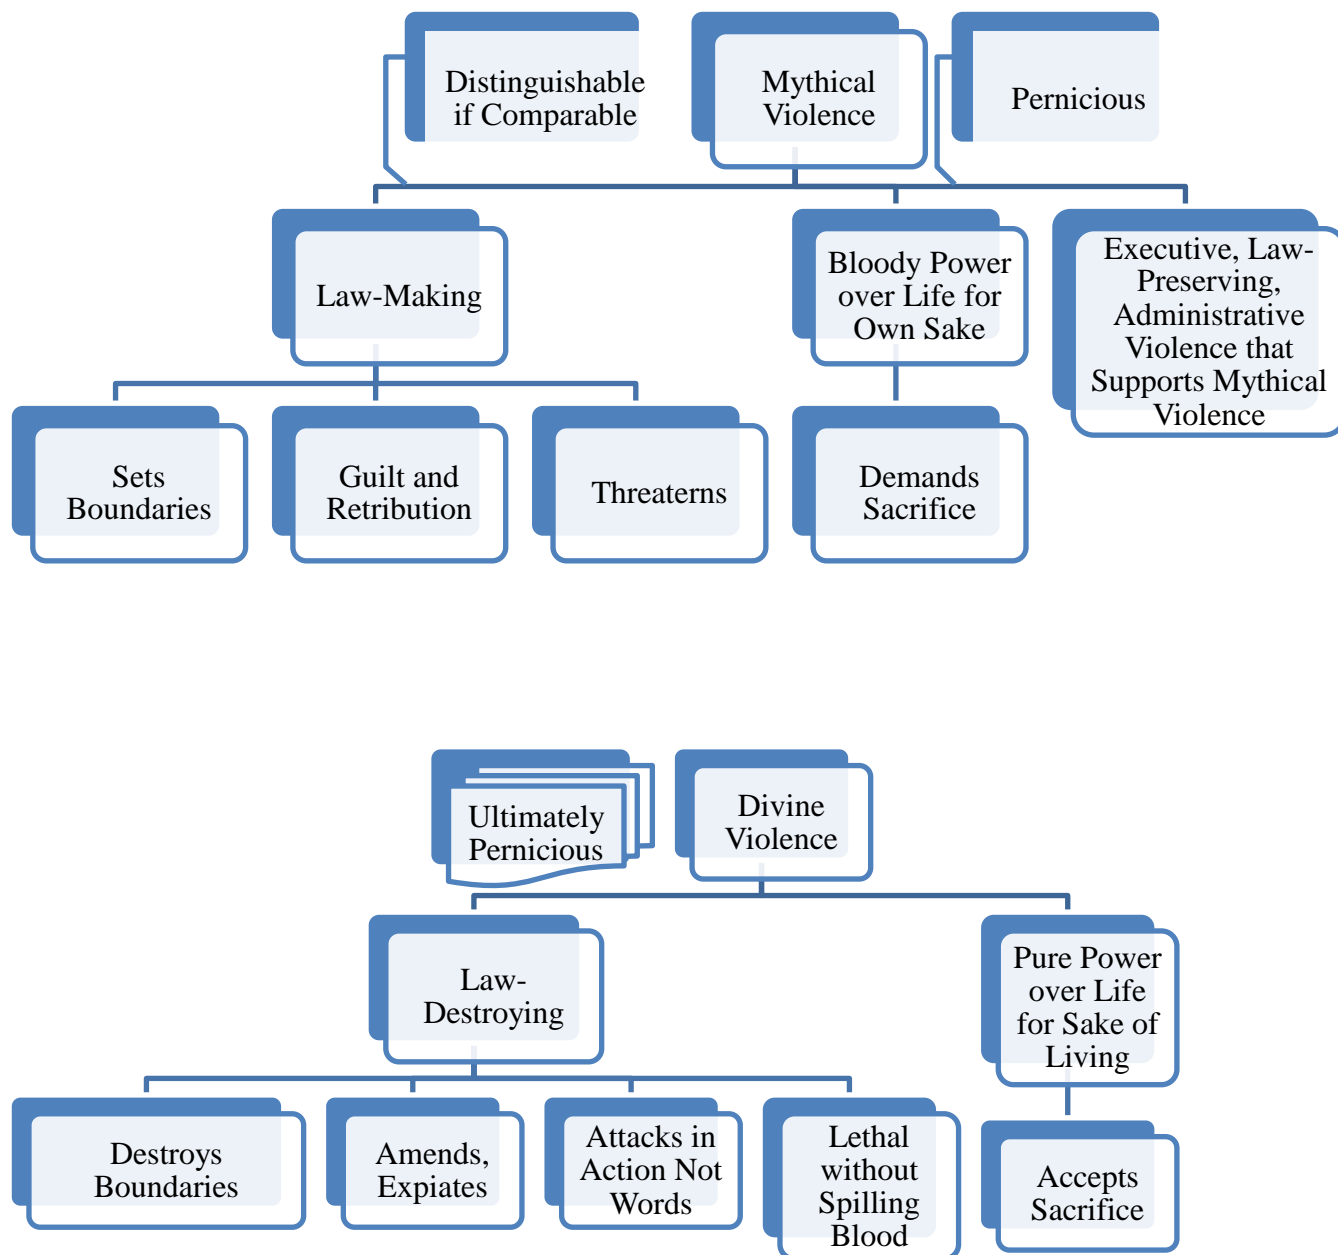 Distinguishable
if Comparable
Mythical
Violence
Pernicious
Law-Making
Bloody Power
over Life for
Own Sake
Executive, Law-
Preserving,
Administrative
Violence that
Supports Mythical
Violence
Sets
Boundaries
Guilt and
Retribution
Threaterns
Demands
Sacrifice
Ultimately
Pernicious
Divine
Violence
Law-
Destroying
Pure Power
over Life
for Sake of
Living
Destroys
Boundaries
Amends,
Expiates
Attacks in
Action Not
Words
Lethal
without
Spilling
Blood
Accepts
Sacrifice